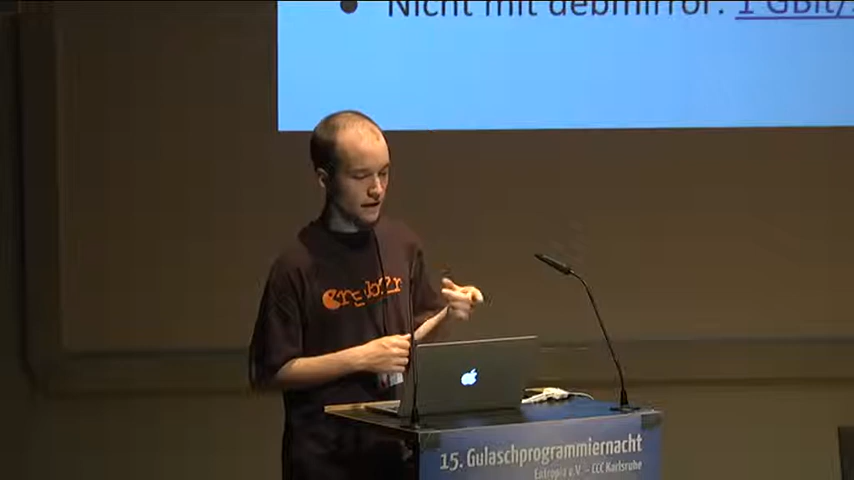 • Nicht mit debmirror. 1 GBit/
15. Gulaschprogrammiernacht
Entropia e.V. – CCC Karlsruhe